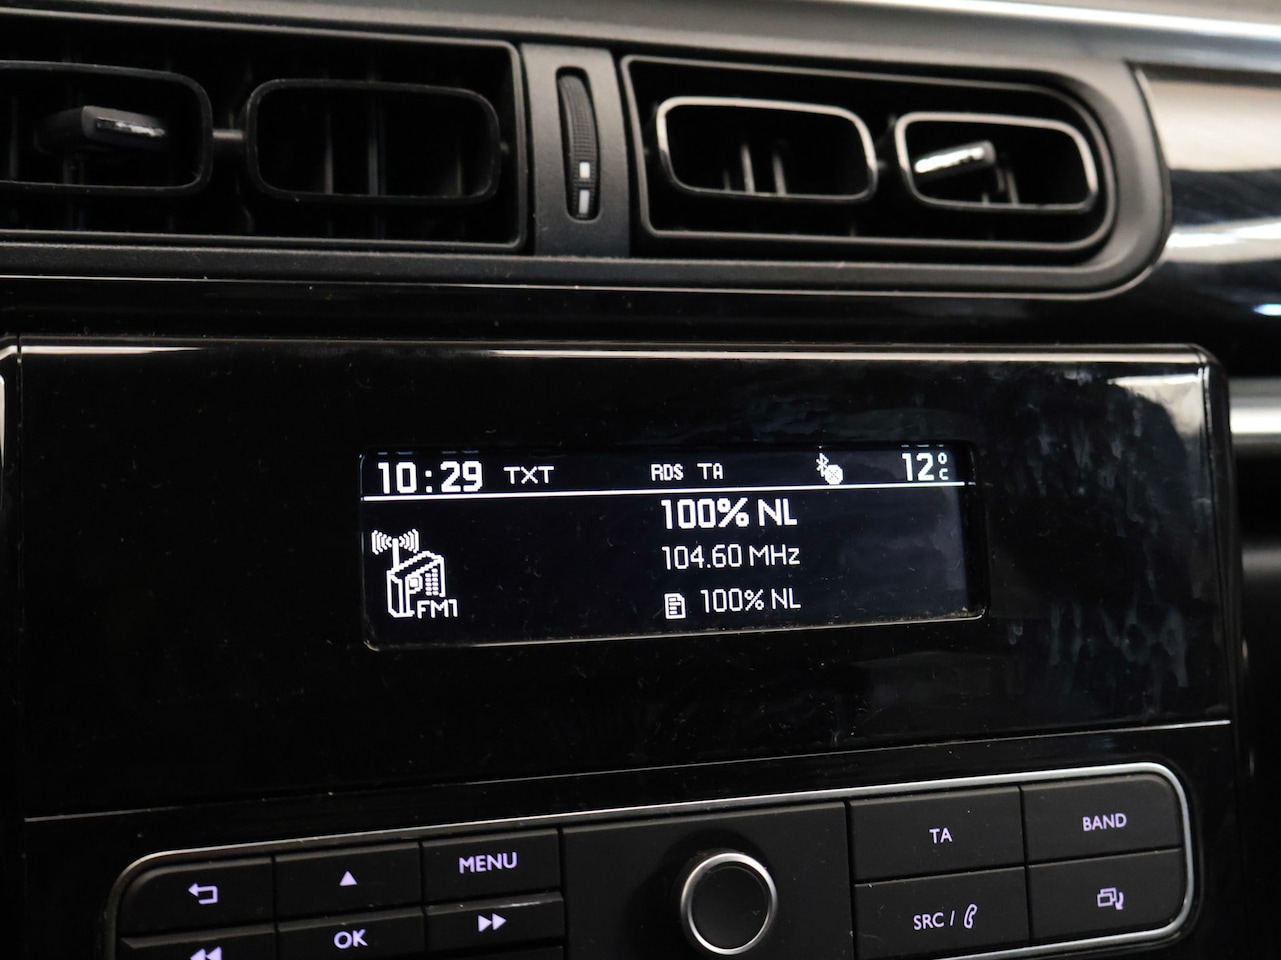 10:29 TXT RDS TA 12°C
100% NL
104.60 MHz
FM1
100% NL
TA
BAND
MENU
SRC /
OK